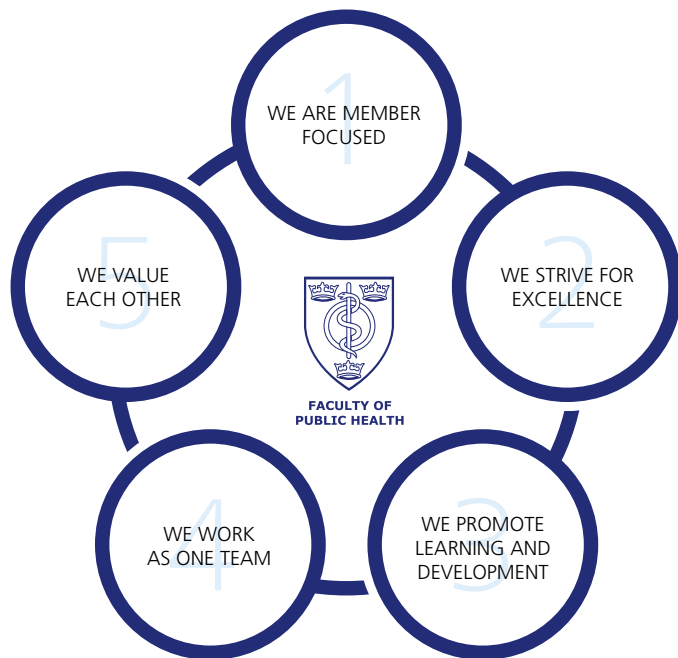 1
WE ARE MEMBER
FOCUSED
2
WE STRIVE FOR
EXCELLENCE
3
WE PROMOTE
LEARNING AND
DEVELOPMENT
4
WE WORK
AS ONE TEAM
5
WE VALUE
EACH OTHER
FACULTY OF
PUBLIC HEALTH